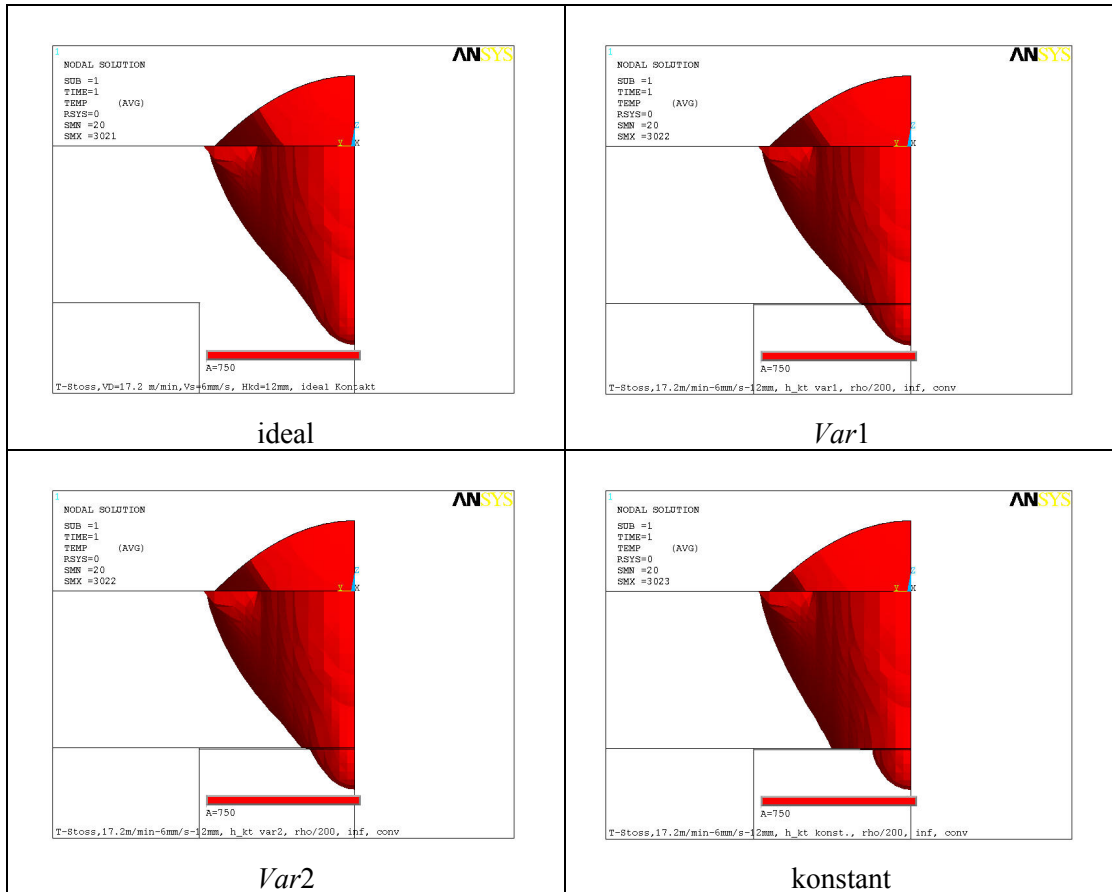 1
ANSYS
NODAL SOLUTION
SUB =1
TIME=1
TEMP (AVG)
RSYS=0
SMN =20
SMX =3021
Z
Y X
A=750
T-Stoss,VD=17.2 m/min,Vs=6mm/s, Hkd=12mm, ideal Kontakt
ideal
1
ANSYS
NODAL SOLUTION
SUB =1
TIME=1
TEMP (AVG)
RSYS=0
SMN =20
SMX =3022
Z
Y X
A=750
T-Stoss,17.2m/min-6mm/s-12mm, h_kt var1, rho/200, inf, conv
Var1
1
ANSYS
NODAL SOLUTION
SUB =1
TIME=1
TEMP (AVG)
RSYS=0
SMN =20
SMX =3022
Z
Y X
A=750
T-Stoss,17.2m/min-6mm/s-12mm, h_kt var2, rho/200, inf, conv
Var2
1
ANSYS
NODAL SOLUTION
SUB =1
TIME=1
TEMP (AVG)
RSYS=0
SMN =20
SMX =3023
Z
Y X
A=750
T-Stoss,17.2m/min-6mm/s-12mm, h_kt konst., rho/200, inf, conv
konstant